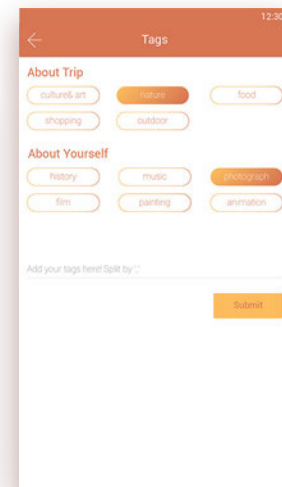 12:30
Tags
About Trip
culture& art nature food
shopping outdoor
About Yourself
history music photograph
film painting animation
Add your tags here! Split by ';'
Submit